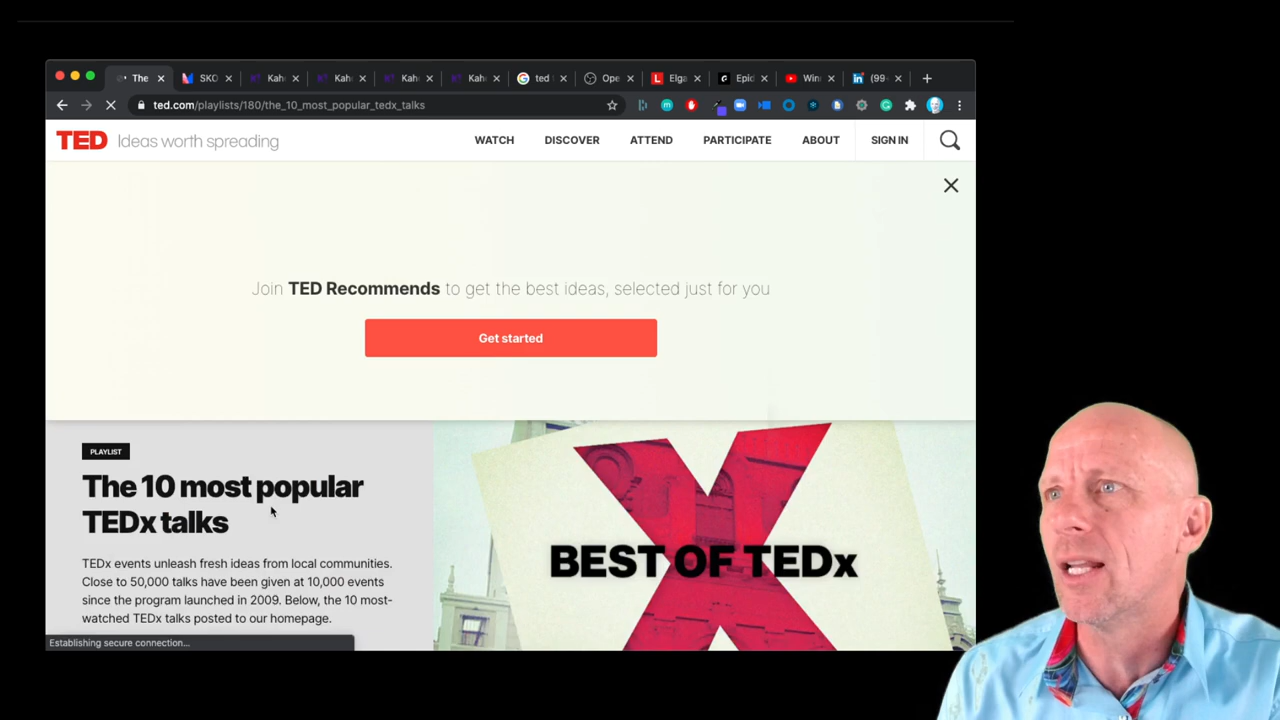 The
SKO
Kah
Kah
Kah
Kah
ted
Ope
Elga
Epid
Winn
(99+
ted.com/playlists/180/the_10_most_popular_tedx_talks
TED Ideas worth spreading
WATCH DISCOVER ATTEND PARTICIPATE ABOUT SIGN IN
Join TED Recommends to get the best ideas, selected just for you
Get started
PLAYLIST
The 10 most popular
TEDx talks
TEDx events unleash fresh ideas from local communities.
Close to 50,000 talks have been given at 10,000 events
since the program launched in 2009. Below, the 10 most-
watched TEDx talks posted to our homepage.
X
BEST OF TEDx
Establishing secure connection...